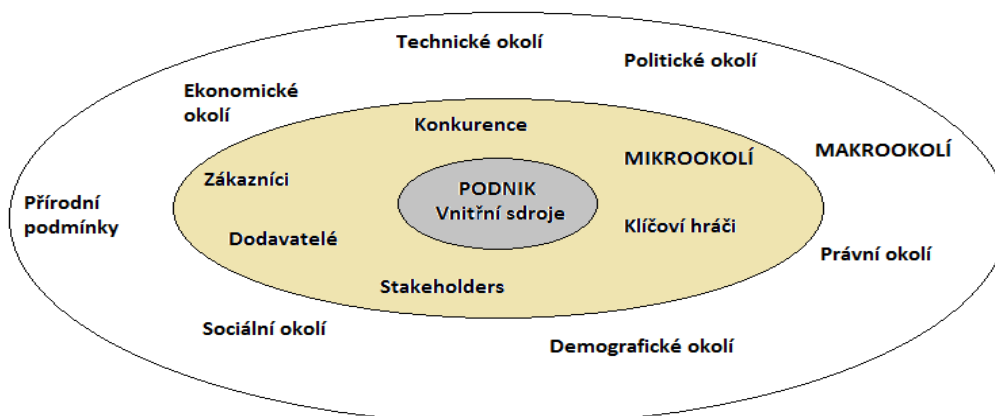 Technické okolí
Politické okolí
Ekonomické
okolí
Konkurence
MIKROOKOLÍ
MAKROOKOLÍ
Zákazníci
PODNIK
Vnitřní sdroje
Přírodní
podmínky
Klíčoví hráči
Dodavatelé
Právní okolí
Stakeholders
Sociální okolí
Demografické okolí